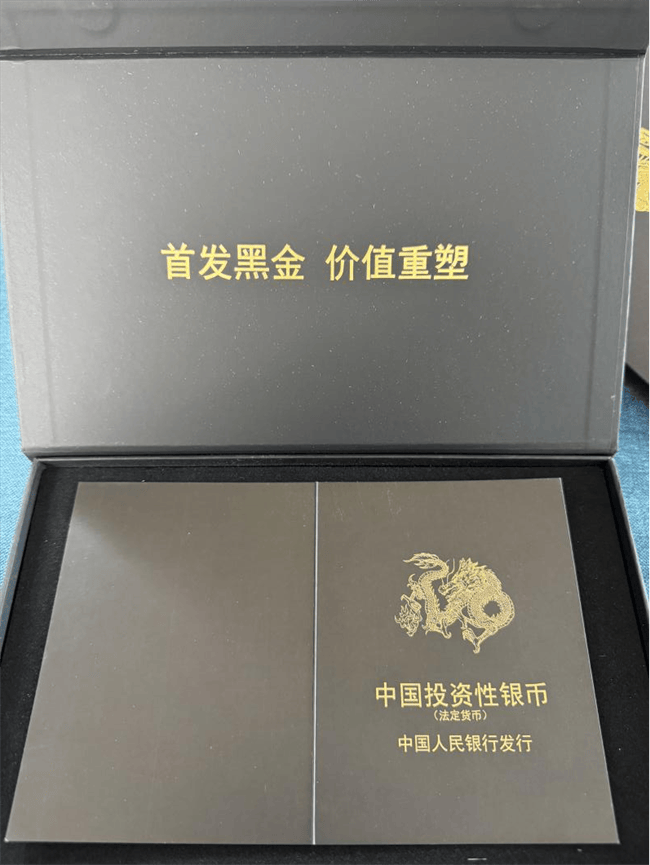 首发黑金 价值重塑
中国投资性银币
（法定货币）
中国人民银行发行